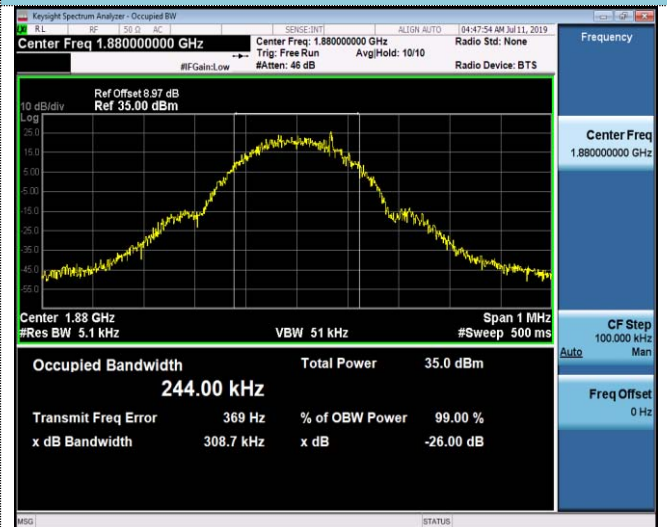 Keysight Spectrum Analyzer - Occupied BW
RL RF 50 Ω AC SENSE:INT ALIGN AUTO 04:47:54 AM Jul 11, 2019
Center Freq 1.880000000 GHz
Center Freq: 1.880000000 GHz Radio Std: None
Trig: Free Run Avg|Hold: 10/10
#IFGain:Low #Atten: 46 dB Radio Device: BTS
Frequency
Ref Offset 8.97 dB
10 dB/div Ref 35.00 dBm
Log
25.0
15.0
5.00
-5.00
-15.0
-25.0
-35.0
-45.0
-55.0
Center 1.88 GHz Span 1 MHz
#Res BW 5.1 kHz VBW 51 kHz #Sweep 500 ms
Occupied Bandwidth Total Power 35.0 dBm
244.00 kHz
Transmit Freq Error 369 Hz % of OBW Power 99.00 %
x dB Bandwidth 308.7 kHz x dB -26.00 dB
Center Freq
1.880000000 GHz
CF Step
100.000 kHz
Auto Man
Freq Offset
0 Hz
MSG STATUS